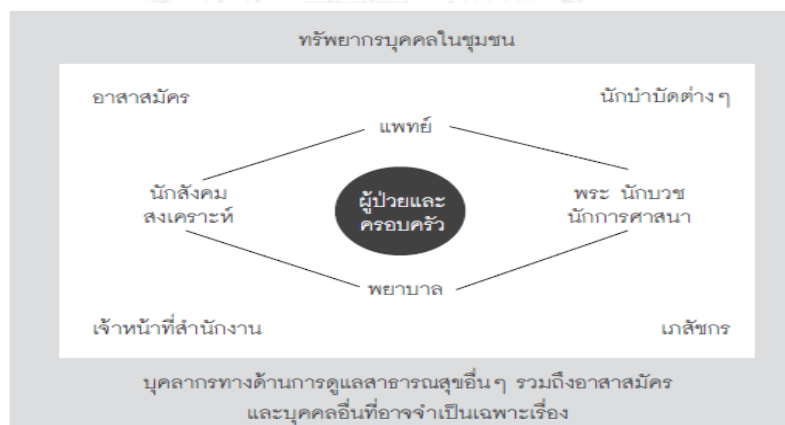 ทรัพยากรบุคคลในชุมชน
อาสาสมัคร
นักบำบัดต่างๆ
แพทย์
นักสังคม
สงเคราะห์
ผู้ป่วยและ
ครอบครัว
พระ นักบวช
นักการศาสนา
พยาบาล
เจ้าหน้าที่สำนักงาน
เภสัชกร
บุคลากรทางด้านการดูแลสาธารณสุขอื่นๆ รวมถึงอาสาสมัคร
และบุคคลอื่นที่อาจจำเป็นเฉพาะเรื่อง